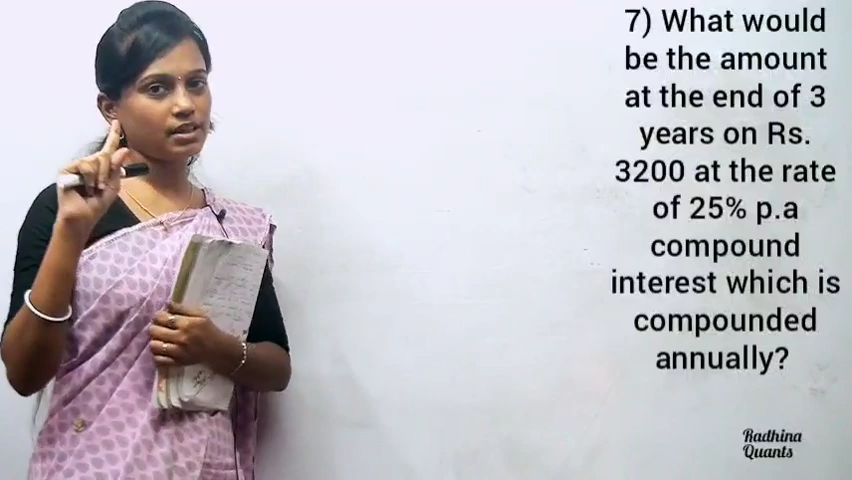 7) What would
be the amount
at the end of 3
years on Rs.
3200 at the rate
of 25% p.a
compound
interest which is
compounded
annually?
Radhina
Quants